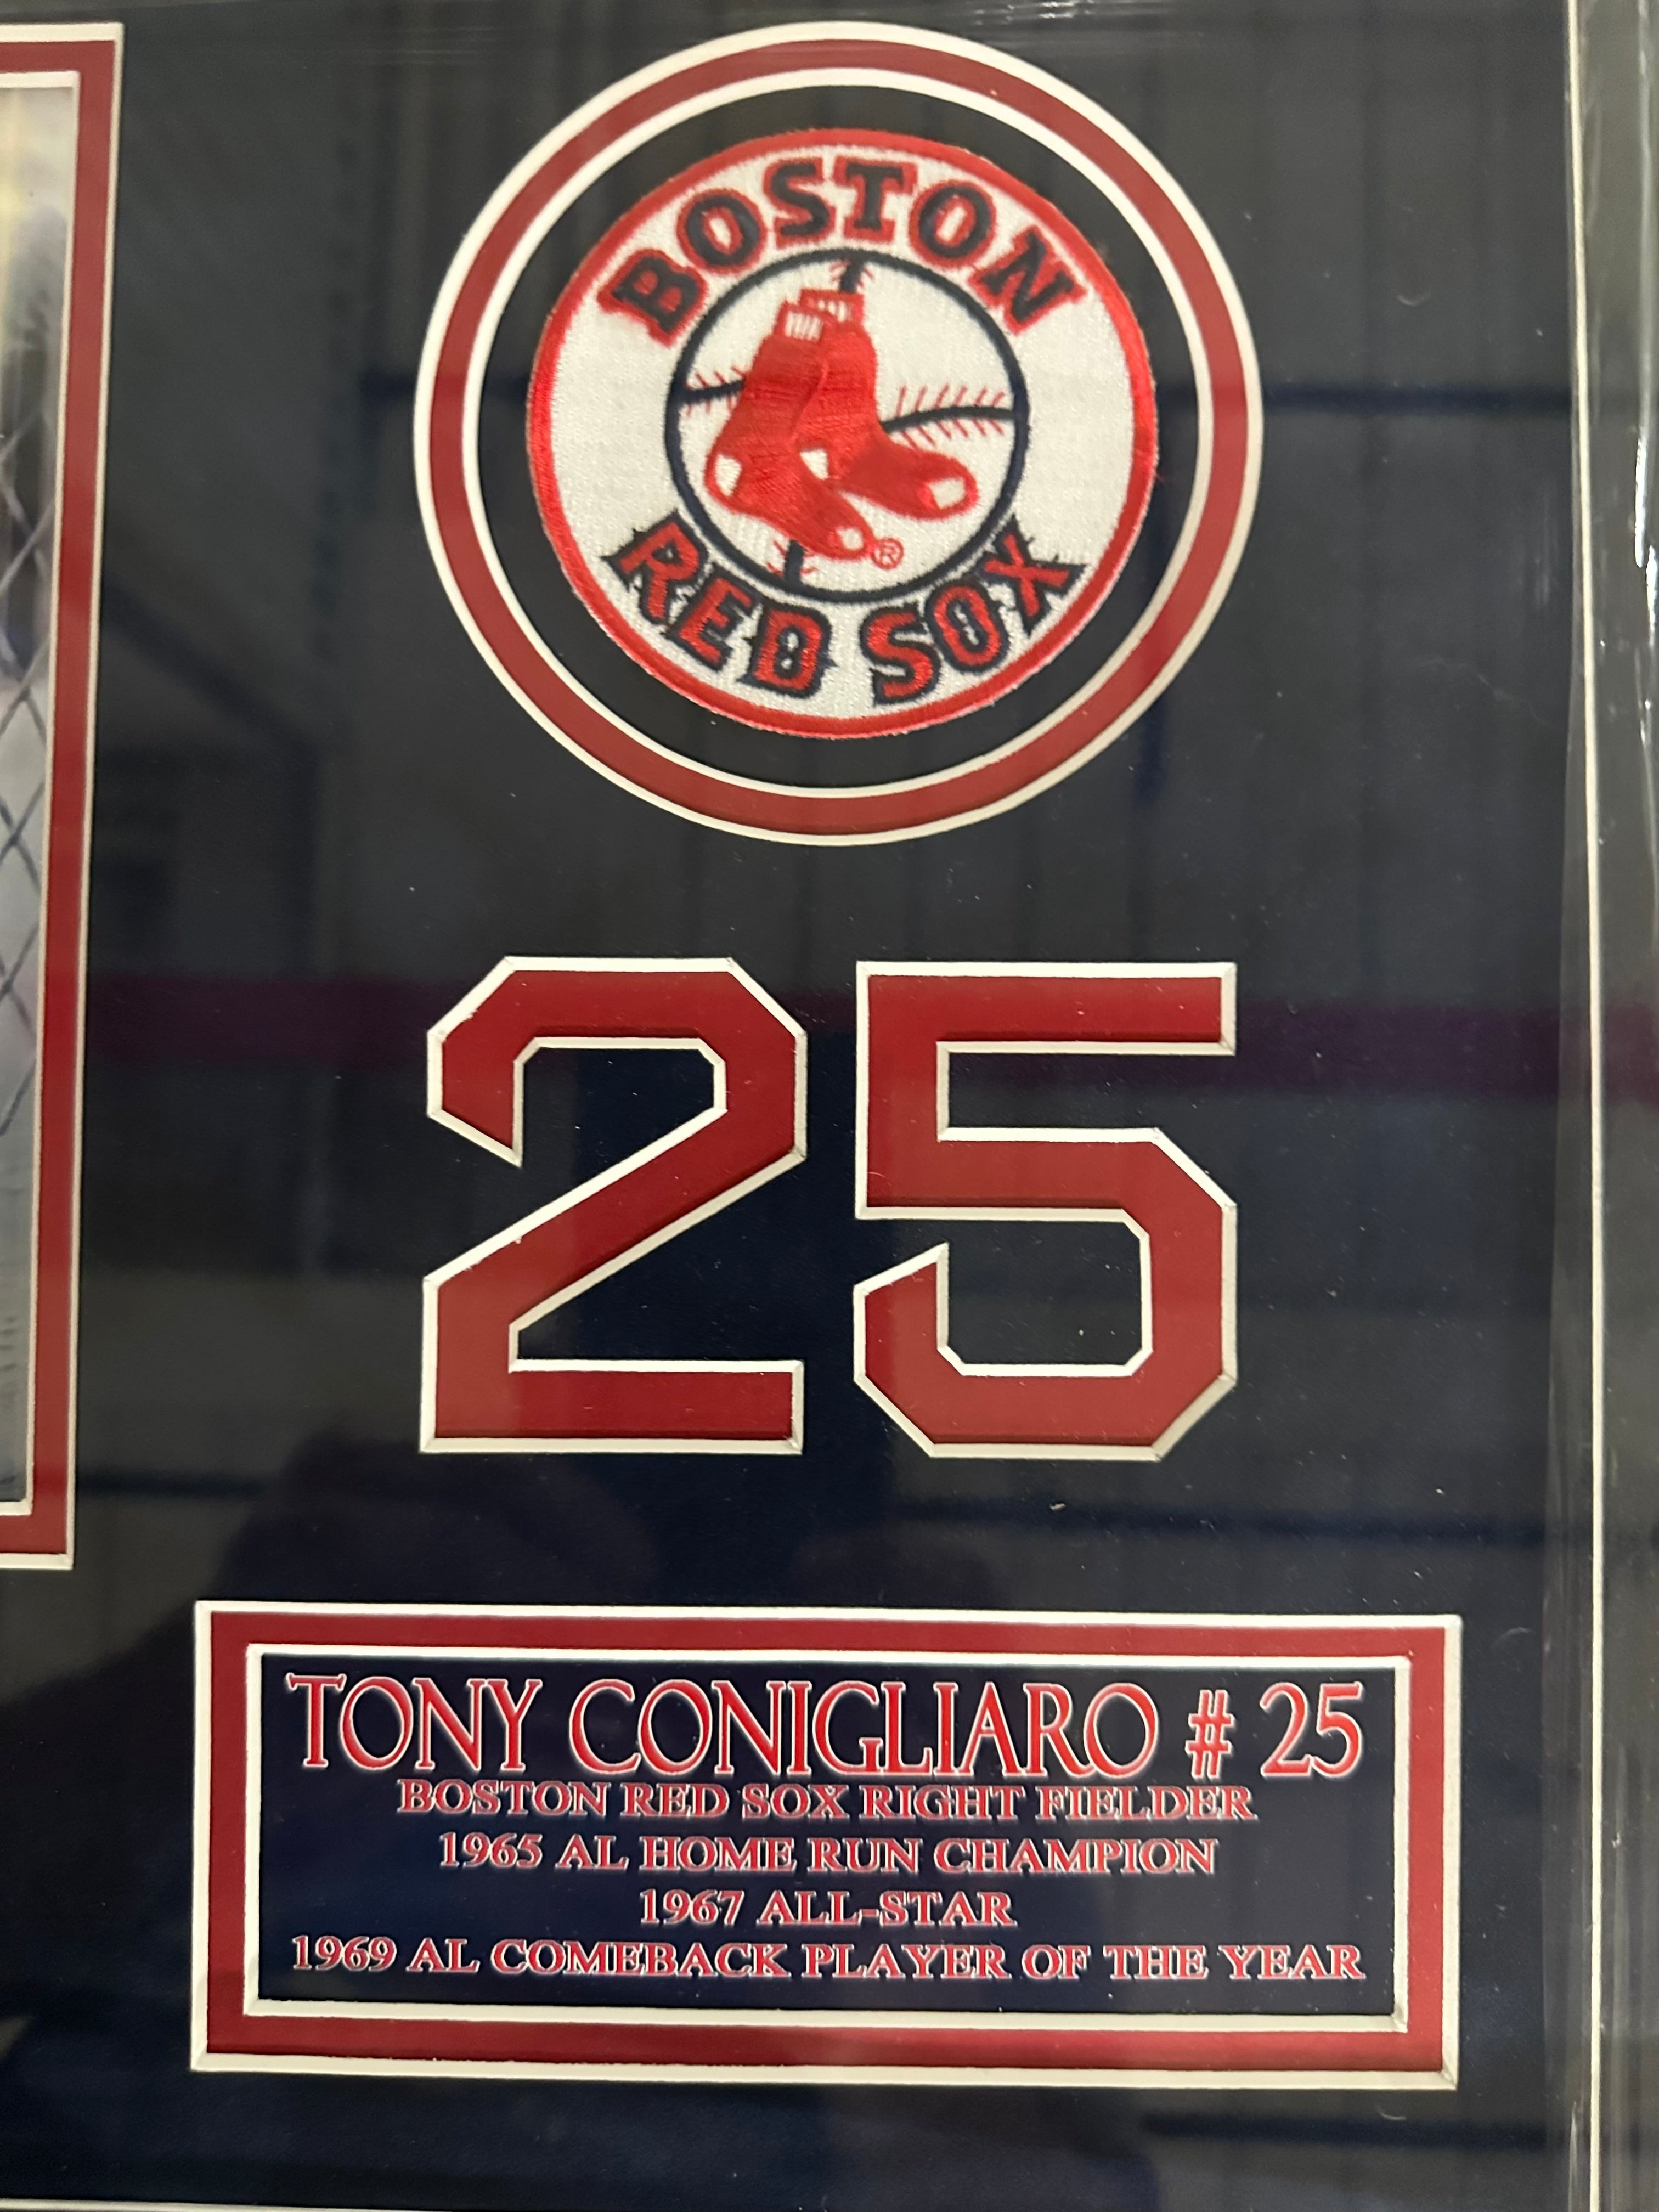 BOSTON
RED SOX
®
25
TONY CONIGLIARO # 25
BOSTON RED SOX RIGHT FIELDER
1965 AL HOME RUN CHAMPION
1967 ALL-STAR
1969 AL COMEBACK PLAYER OF THE YEAR